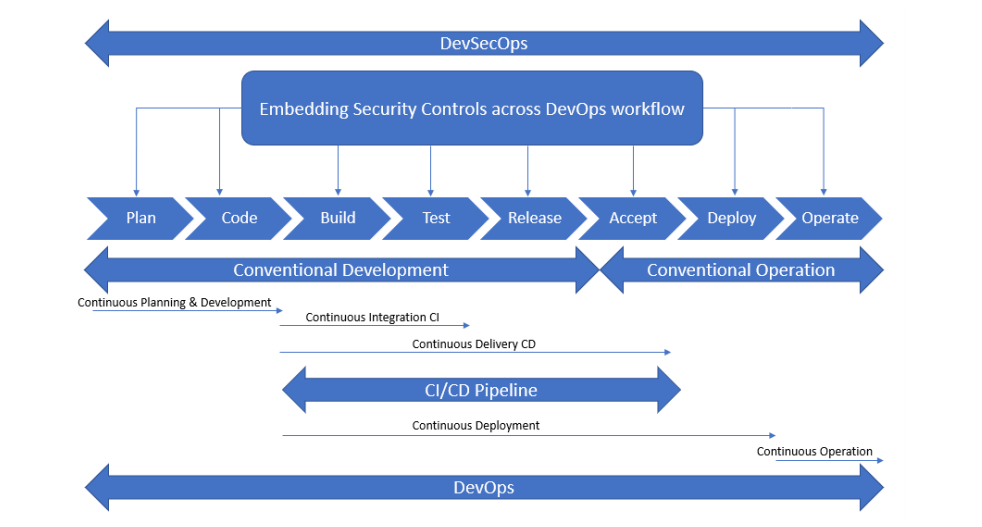 DevSecOps
Embedding Security Controls across DevOps workflow
Plan
Code
Build
Test
Release
Accept
Deploy
Operate
Conventional Development
Conventional Operation
Continuous Planning & Development
Continuous Integration CI
Continuous Delivery CD
CI/CD Pipeline
Continuous Deployment
Continuous Operation
DevOps